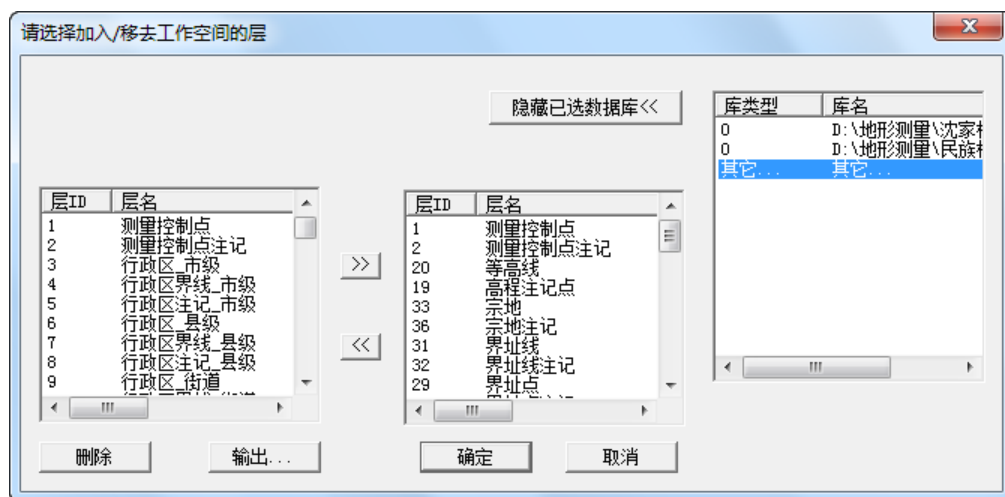 请选择加入/移去工作空间的层
隐藏已选数据库<<
层ID 层名
1 测量控制点
2 测量控制点注记
3 行政区_市级
4 行政区界线_市级
5 行政区注记_市级
6 行政区_县级
7 行政区界线_县级
8 行政区注记_县级
9 行政区_街道
>>
<<
层ID 层名
1 测量控制点
2 测量控制点注记
20 等高线
19 高程注记点
33 宗地
36 宗地注记
31 界址线
32 界址线注记
29 界址点
库类型 库名
0 D:\地形测量\沈家
0 D:\地形测量\民族
其它... 其它...
删除
输出...
确定
取消